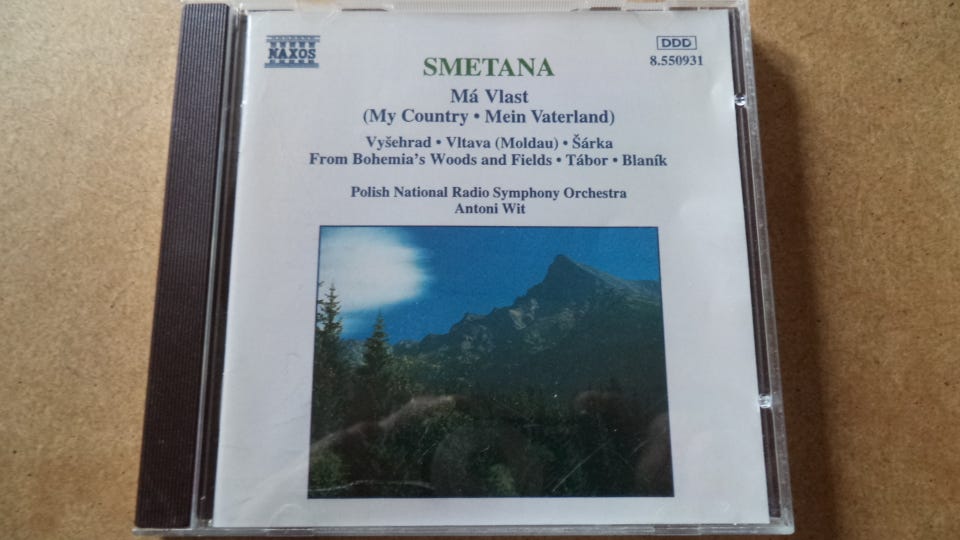 NAXOS
DDD
8.550931
SMETANA
Má Vlast
(My Country • Mein Vaterland)
Vyšehrad • Vltava (Moldau) • Šárka
From Bohemia's Woods and Fields • Tábor • Blaník
Polish National Radio Symphony Orchestra
Antoni Wit